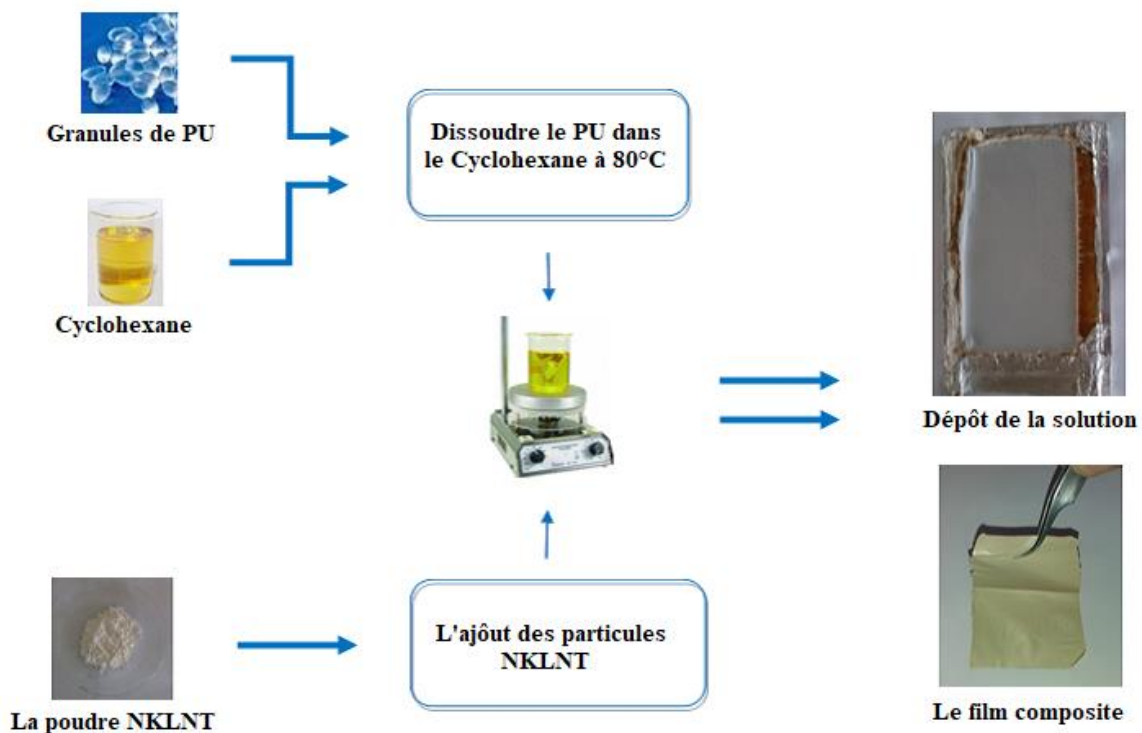 Granules de PU
Dissoudre le PU dans
le Cyclohexane à 80°C
Cyclohexane
Dépôt de la solution
L'ajôut des particules
NKLNT
La poudre NKLNT
Le film composite